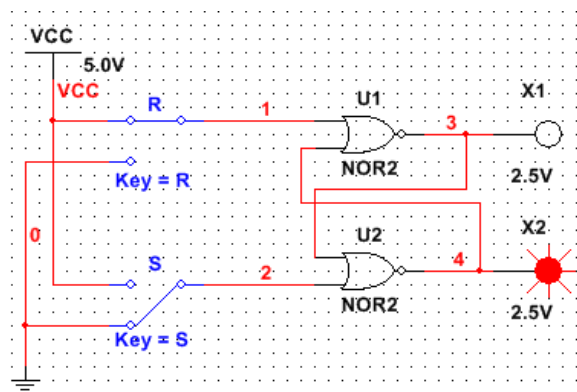 VCC
5.0V
VCC
R
1
U1
3
X1
NOR2
2.5V
Key = R
0
S
2
U2
4
X2
NOR2
2.5V
Key = S